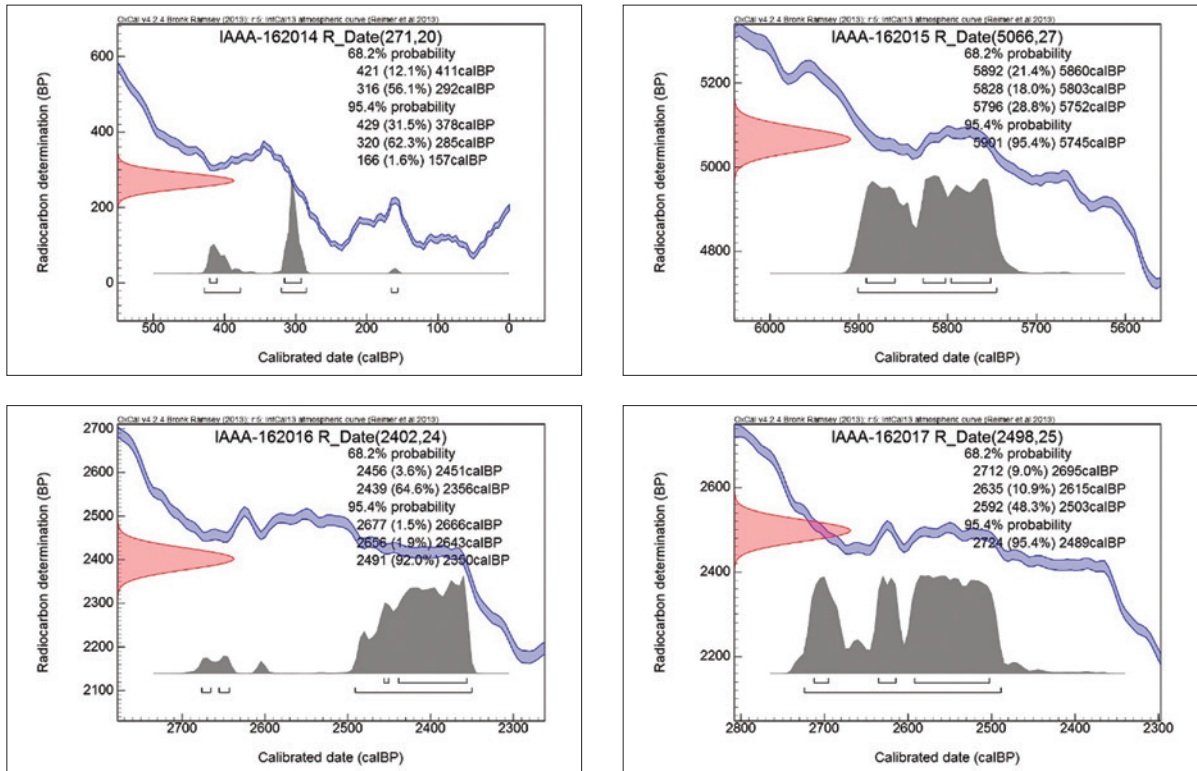 OxCal v4.2.4 Bronk Ramsey (2013); r:5; IntCal13 atmospheric curve (Reimer et al 2013)
IAAA-162014 R_Date(271,20)
68.2% probability
421 (12.1%) 411calBP
316 (56.1%) 292calBP
95.4% probability
429 (31.5%) 378calBP
320 (62.3%) 285calBP
166 (1.6%) 157calBP
Radiocarbon determination (BP)
600
400
200
0
500 400 300 200 100 0
Calibrated date (calBP)
OxCal v4.2.4 Bronk Ramsey (2013); r:5; IntCal13 atmospheric curve (Reimer et al 2013)
IAAA-162015 R_Date(5066,27)
68.2% probability
5892 (21.4%) 5860calBP
5828 (18.0%) 5803calBP
5796 (28.8%) 5752calBP
95.4% probability
5901 (95.4%) 5745calBP
Radiocarbon determination (BP)
5200
5000
4800
6000 5900 5800 5700 5600
Calibrated date (calBP)
OxCal v4.2.4 Bronk Ramsey (2013); r:5; IntCal13 atmospheric curve (Reimer et al 2013)
IAAA-162016 R_Date(2402,24)
68.2% probability
2456 (3.6%) 2451calBP
2439 (64.6%) 2356calBP
95.4% probability
2677 (1.5%) 2666calBP
2656 (1.9%) 2643calBP
2491 (92.0%) 2350calBP
Radiocarbon determination (BP)
2700
2600
2500
2400
2300
2200
2100
2700 2600 2500 2400 2300
Calibrated date (calBP)
OxCal v4.2.4 Bronk Ramsey (2013); r:5; IntCal13 atmospheric curve (Reimer et al 2013)
IAAA-162017 R_Date(2498,25)
68.2% probability
2712 (9.0%) 2695calBP
2635 (10.9%) 2615calBP
2592 (48.3%) 2503calBP
95.4% probability
2724 (95.4%) 2489calBP
Radiocarbon determination (BP)
2600
2400
2200
2800 2700 2600 2500 2400 2300
Calibrated date (calBP)